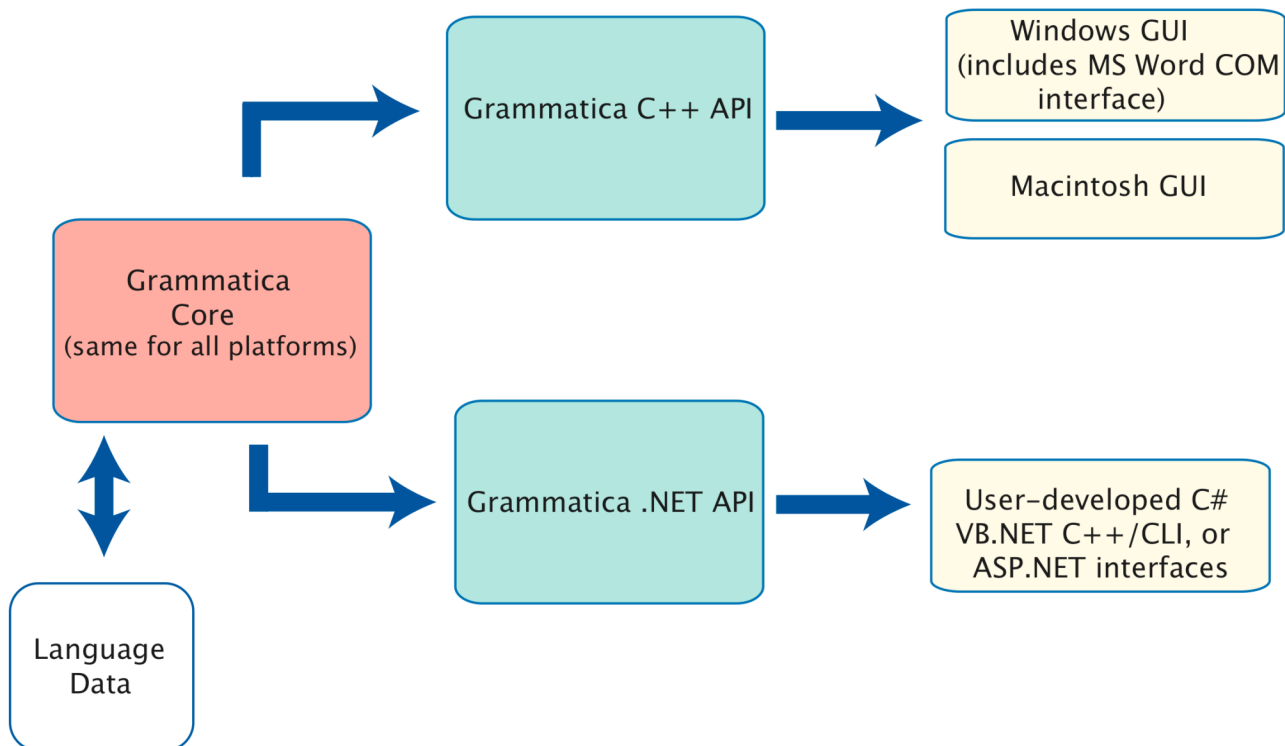 Windows GUI
(includes MS Word COM
interface)
Grammatica C++ API
Macintosh GUI
Grammatica
Core
(same for all platforms)
Grammatica .NET API
User-developed C#
VB.NET C++/CLI, or
ASP.NET interfaces
Language
Data